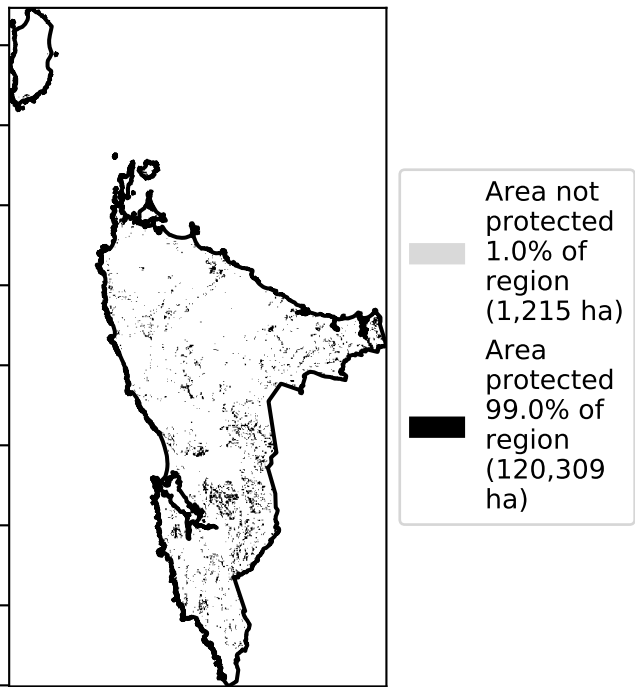 Area not
protected
1.0% of
region
(1,215 ha)
Area
protected
99.0% of
region
(120,309
ha)